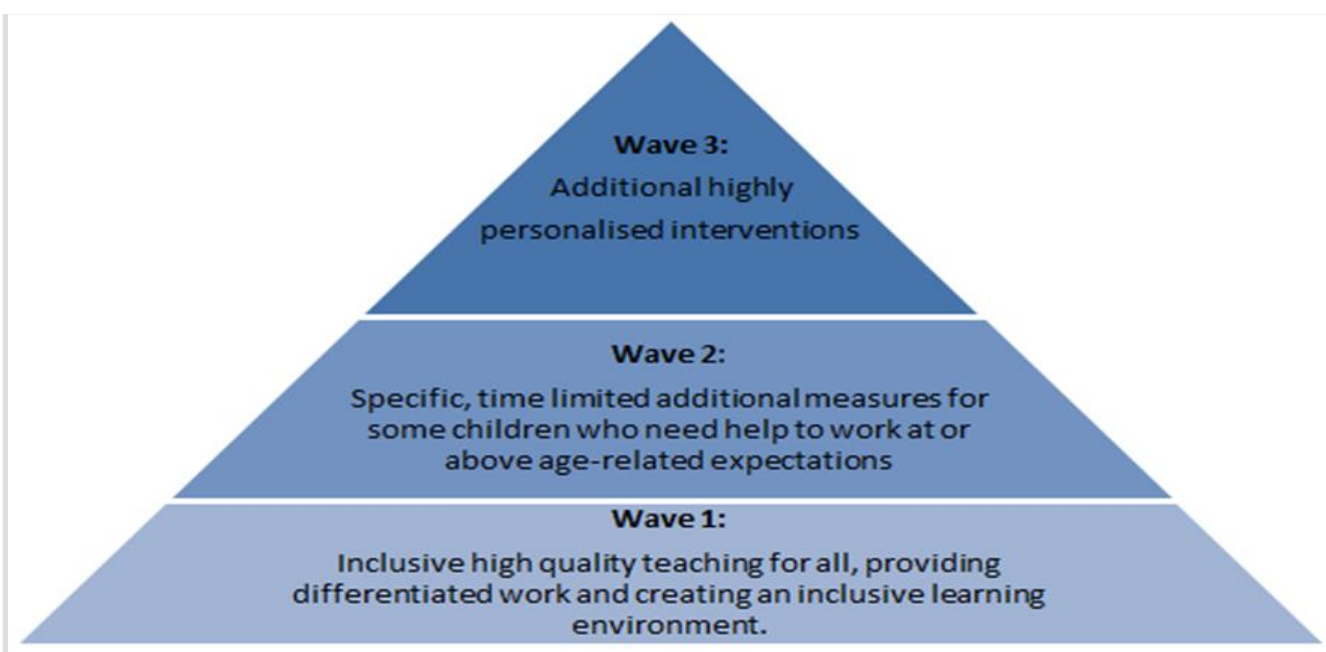 Wave 3:
Additional highly
personalised interventions
Wave 2:
Specific, time limited additional measures for
some children who need help to work at or
above age-related expectations
Wave 1:
Inclusive high quality teaching for all, providing
differentiated work and creating an inclusive learning
environment.